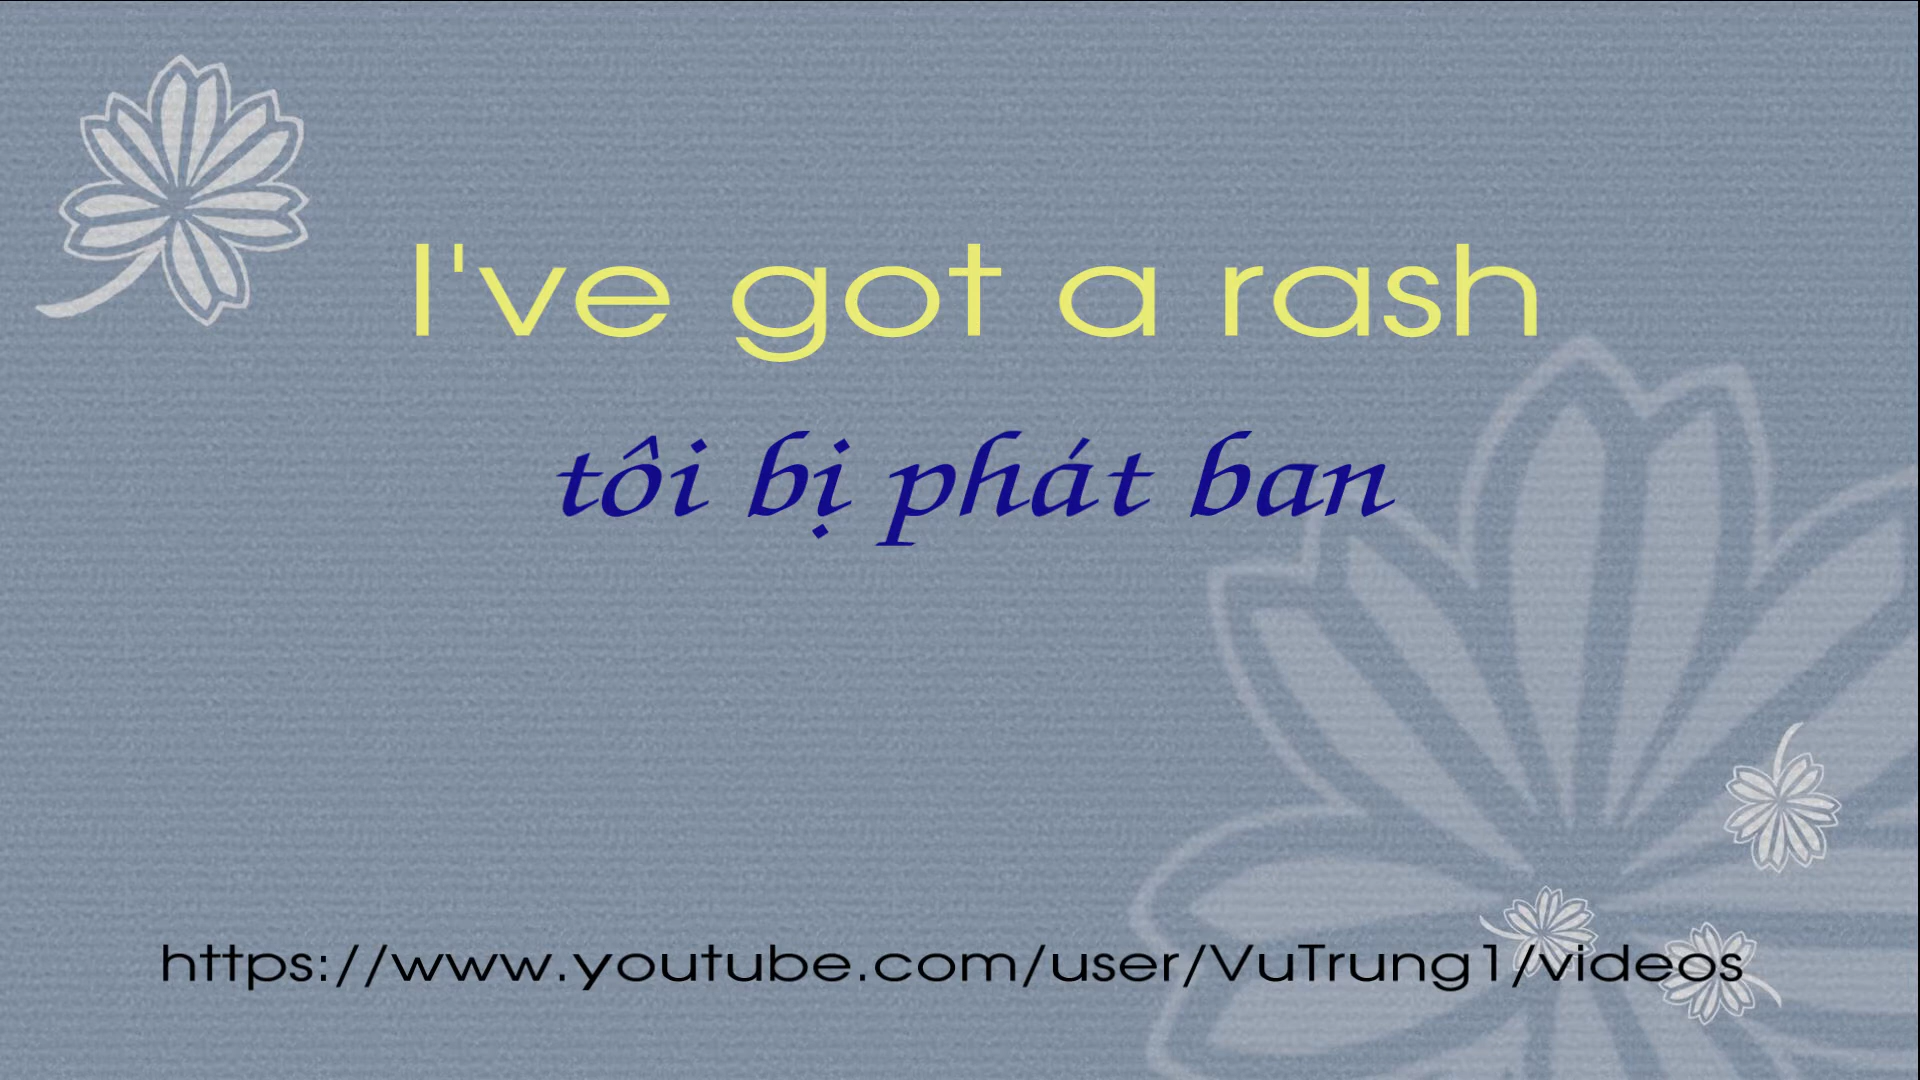 I've got a rash
tôi bị phát ban
https://www.youtube.com/user/VuTrung1/videos